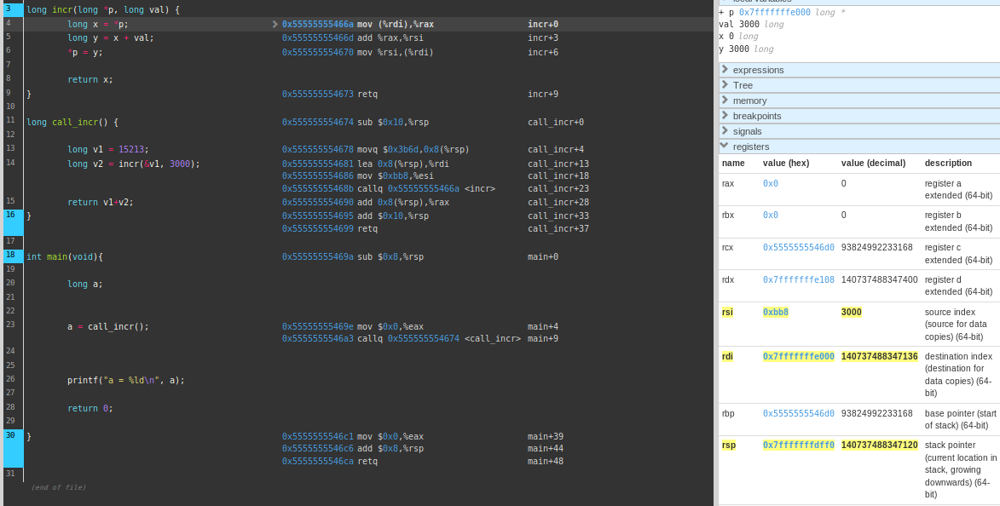 local variables
3 long incr(long *p, long val) {
+ p 0x7fffffffe000 long *
4 long x = *p; 0x55555555466a mov (%rdi),%rax incr+0
val 3000 long
5 long y = x + val; 0x55555555466d add %rax,%rsi incr+3
x 0 long
6 *p = y; 0x555555554670 mov %rsi,(%rdi) incr+6
y 3000 long
7
8 return x;
9 } 0x555555554673 retq incr+9
10
11 long call_incr() { 0x555555554674 sub $0x10,%rsp call_incr+0
12
13 long v1 = 15213; 0x555555554678 movq $0x3b6d,0x8(%rsp) call_incr+4
14 long v2 = incr(&v1, 3000); 0x555555554681 lea 0x8(%rsp),%rdi call_incr+13
0x555555554686 mov $0xbb8,%esi call_incr+18
0x55555555468b callq 0x55555555466a <incr> call_incr+23
15 return v1+v2; 0x555555554690 add 0x8(%rsp),%rax call_incr+28
16 } 0x555555554695 add $0x10,%rsp call_incr+33
0x555555554699 retq call_incr+37
17
18 int main(void){ 0x55555555469a sub $0x8,%rsp main+0
19
20 long a;
21
22
23 a = call_incr(); 0x55555555469e mov $0x0,%eax main+4
0x5555555546a3 callq 0x555555554674 <call_incr> main+9
24
25
26 printf("a = %ld\n", a);
27
28 return 0;
29
30 } 0x5555555546c1 mov $0x0,%eax main+39
0x5555555546c6 add $0x8,%rsp main+44
0x5555555546ca retq main+48
31
(end of file)
expressions
Tree
memory
breakpoints
signals
registers
name value (hex) value (decimal) description
rax 0x0 0 register a
extended (64-bit)
rbx 0x0 0 register b
extended (64-bit)
rcx 0x5555555546d0 93824992233168 register c
extended (64-bit)
rdx 0x7fffffffe108 140737488347400 register d
extended (64-bit)
rsi 0xbb8 3000 source index
(source for data
copies) (64-bit)
rdi 0x7fffffffe000 140737488347136 destination index
(destination for
data copies) (64-
bit)
rbp 0x5555555546d0 93824992233168 base pointer (start
of stack) (64-bit)
rsp 0x7fffffffdff0 140737488347120 stack pointer
(current location in
stack, growing
downwards) (64-
bit)